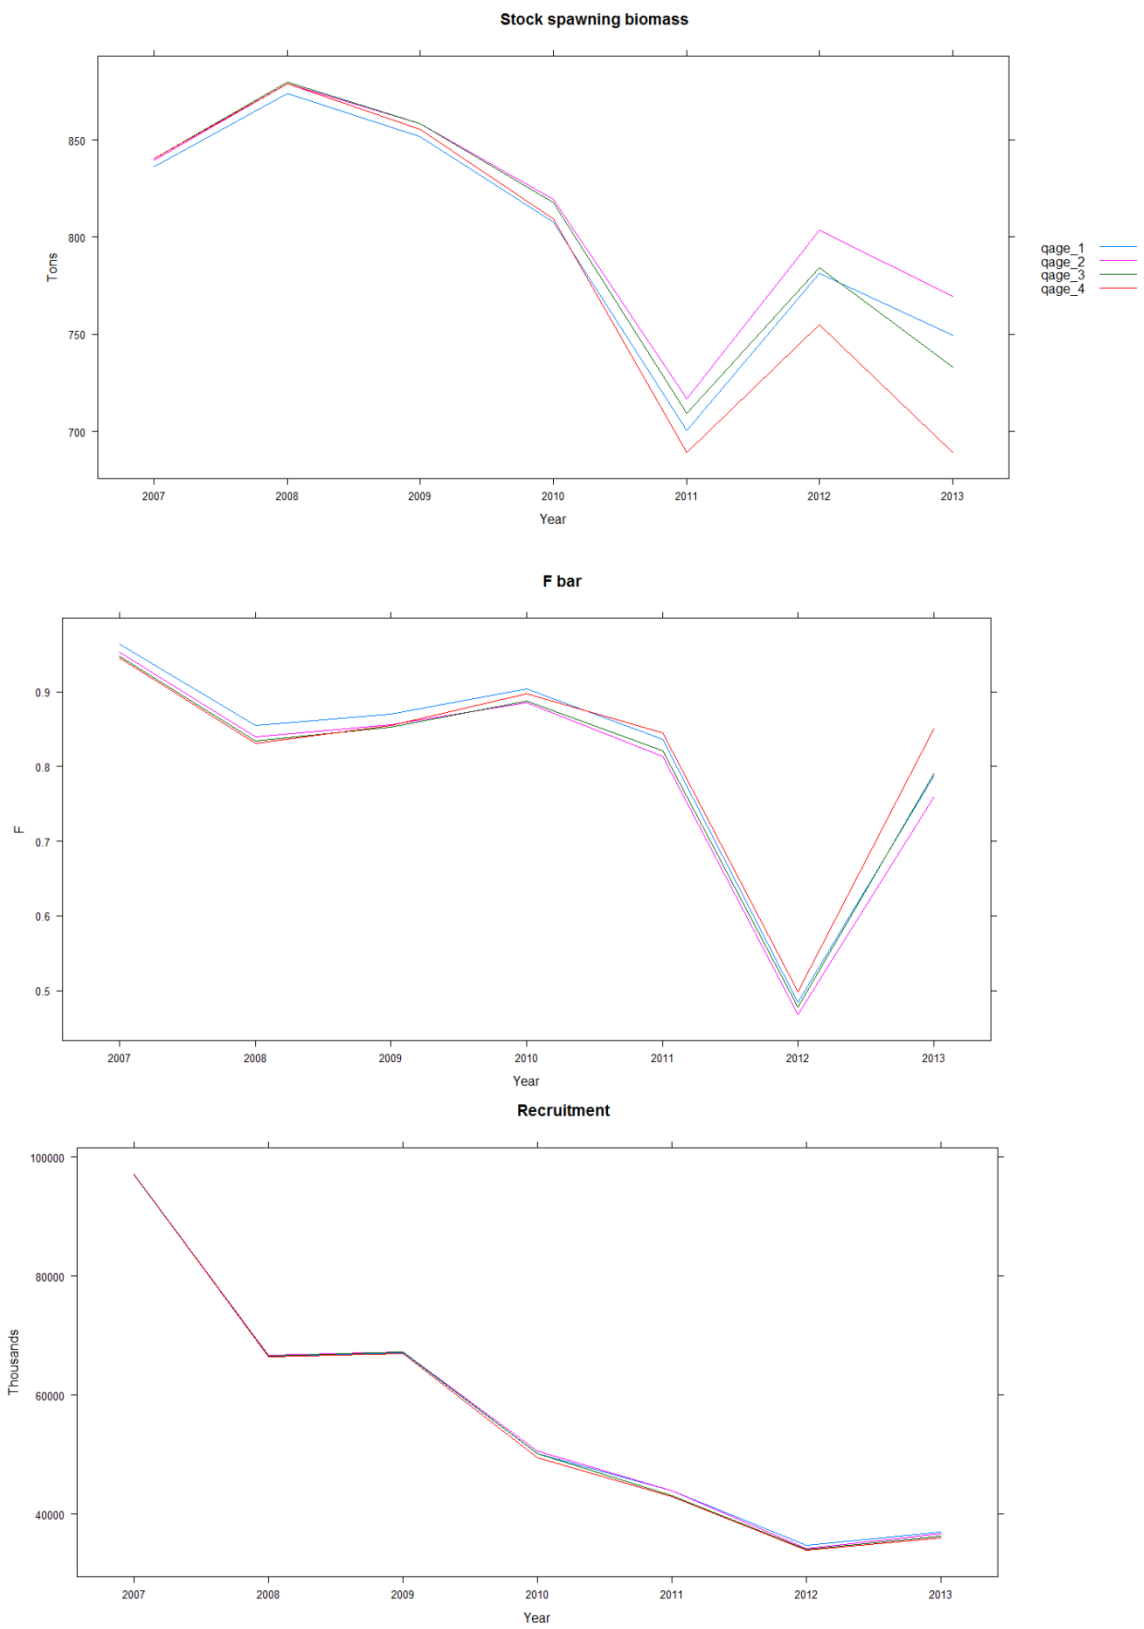 Stock spawning biomass
850
800
750
700
Tons
2007 2008 2009 2010 2011 2012 2013
Year
qage_1
qage_2
qage_3
qage_4
F bar
0.9
0.8
0.7
0.6
0.5
F
2007 2008 2009 2010 2011 2012 2013
Year
Recruitment
100000
80000
60000
40000
Thousands
2007 2008 2009 2010 2011 2012 2013
Year